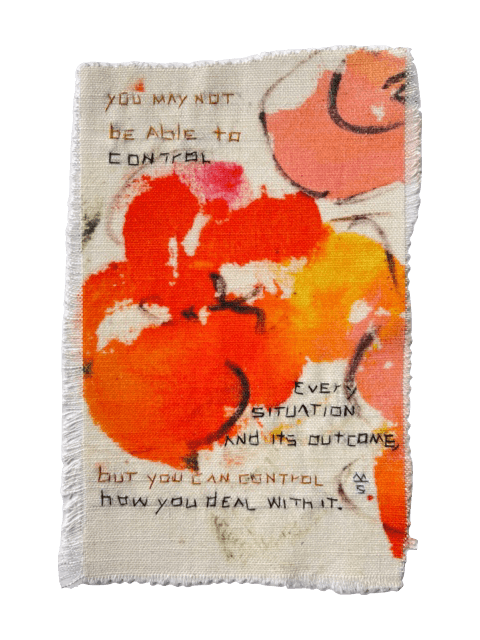 you MAY NOT
be Able to
CONTROL
EVERY
SITUATION
AND ITS OUTCOME,
but you CAN CONTROL
how you DEAL WITH IT.
MS